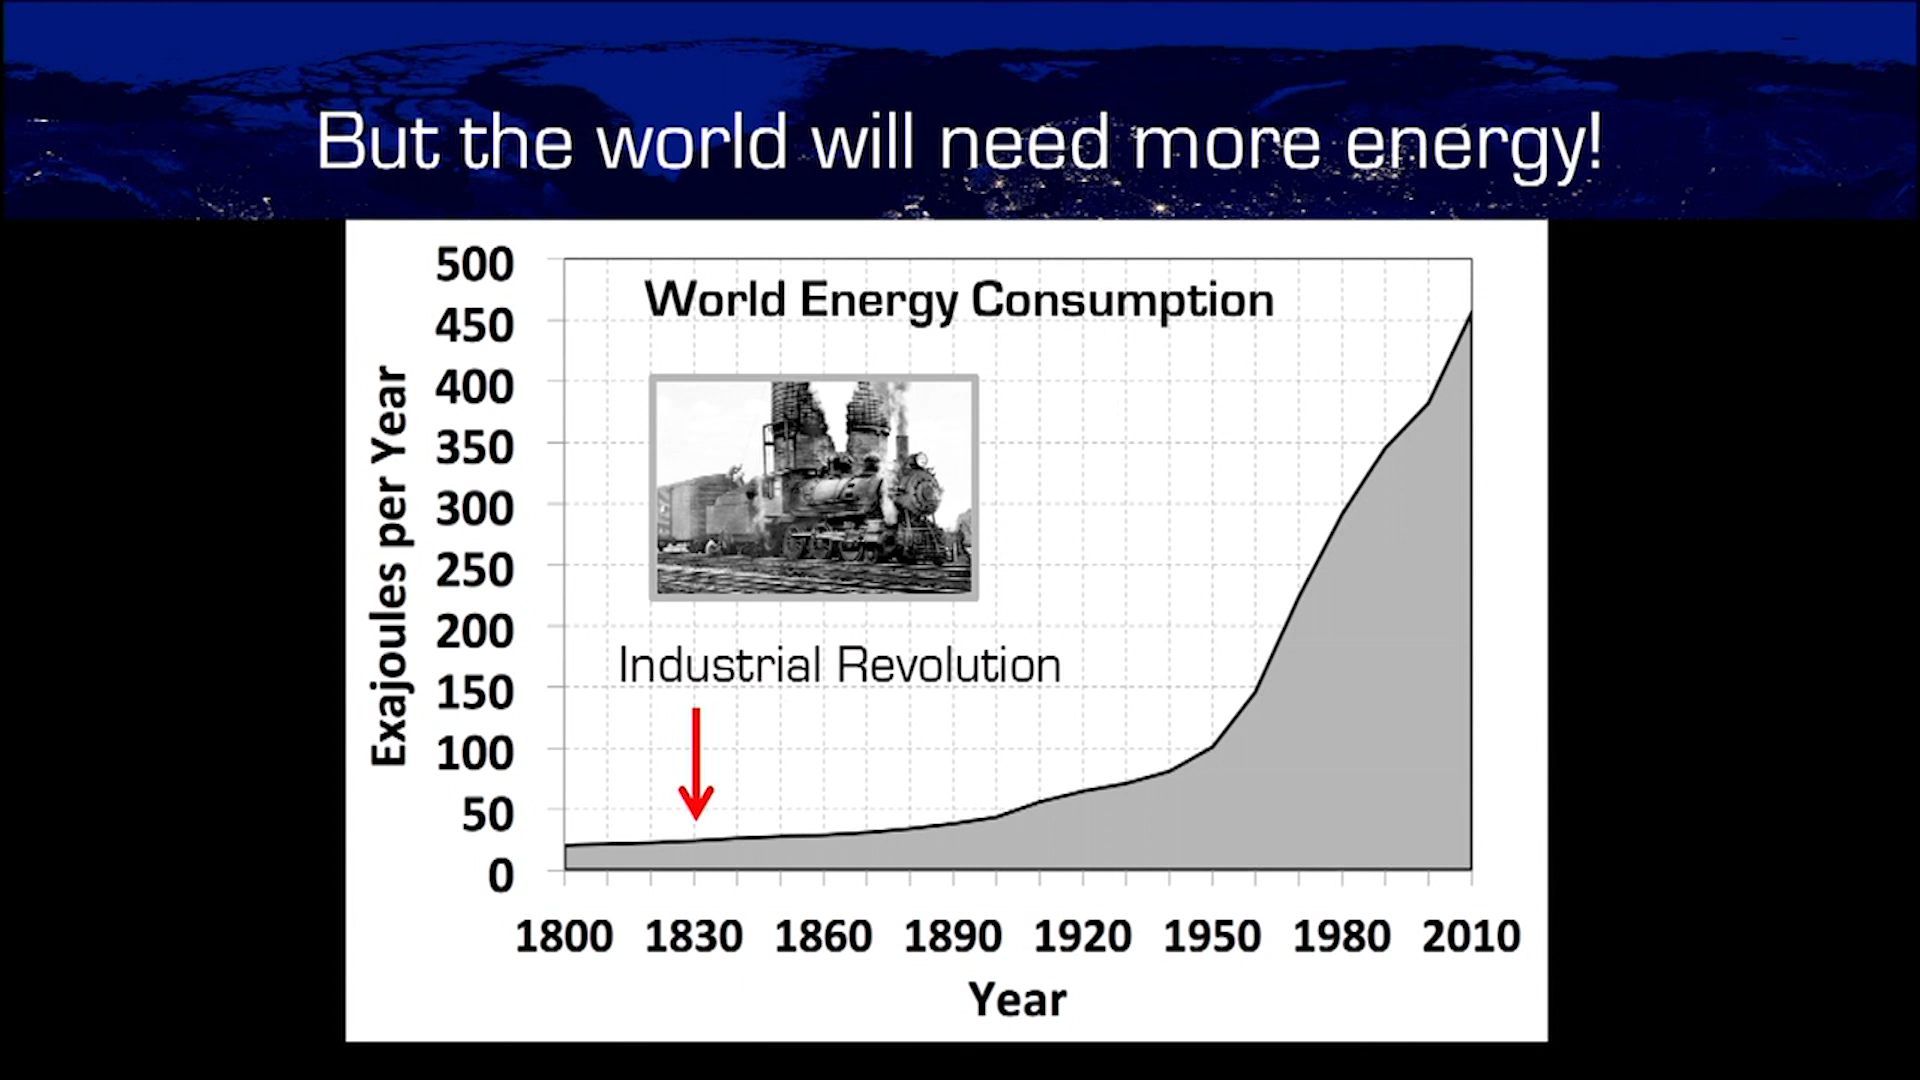 But the world will need more energy!
World Energy Consumption
Exajoules per Year
500
450
400
350
300
250
200
150
100
50
0
Industrial Revolution
1800 1830 1860 1890 1920 1950 1980 2010
Year